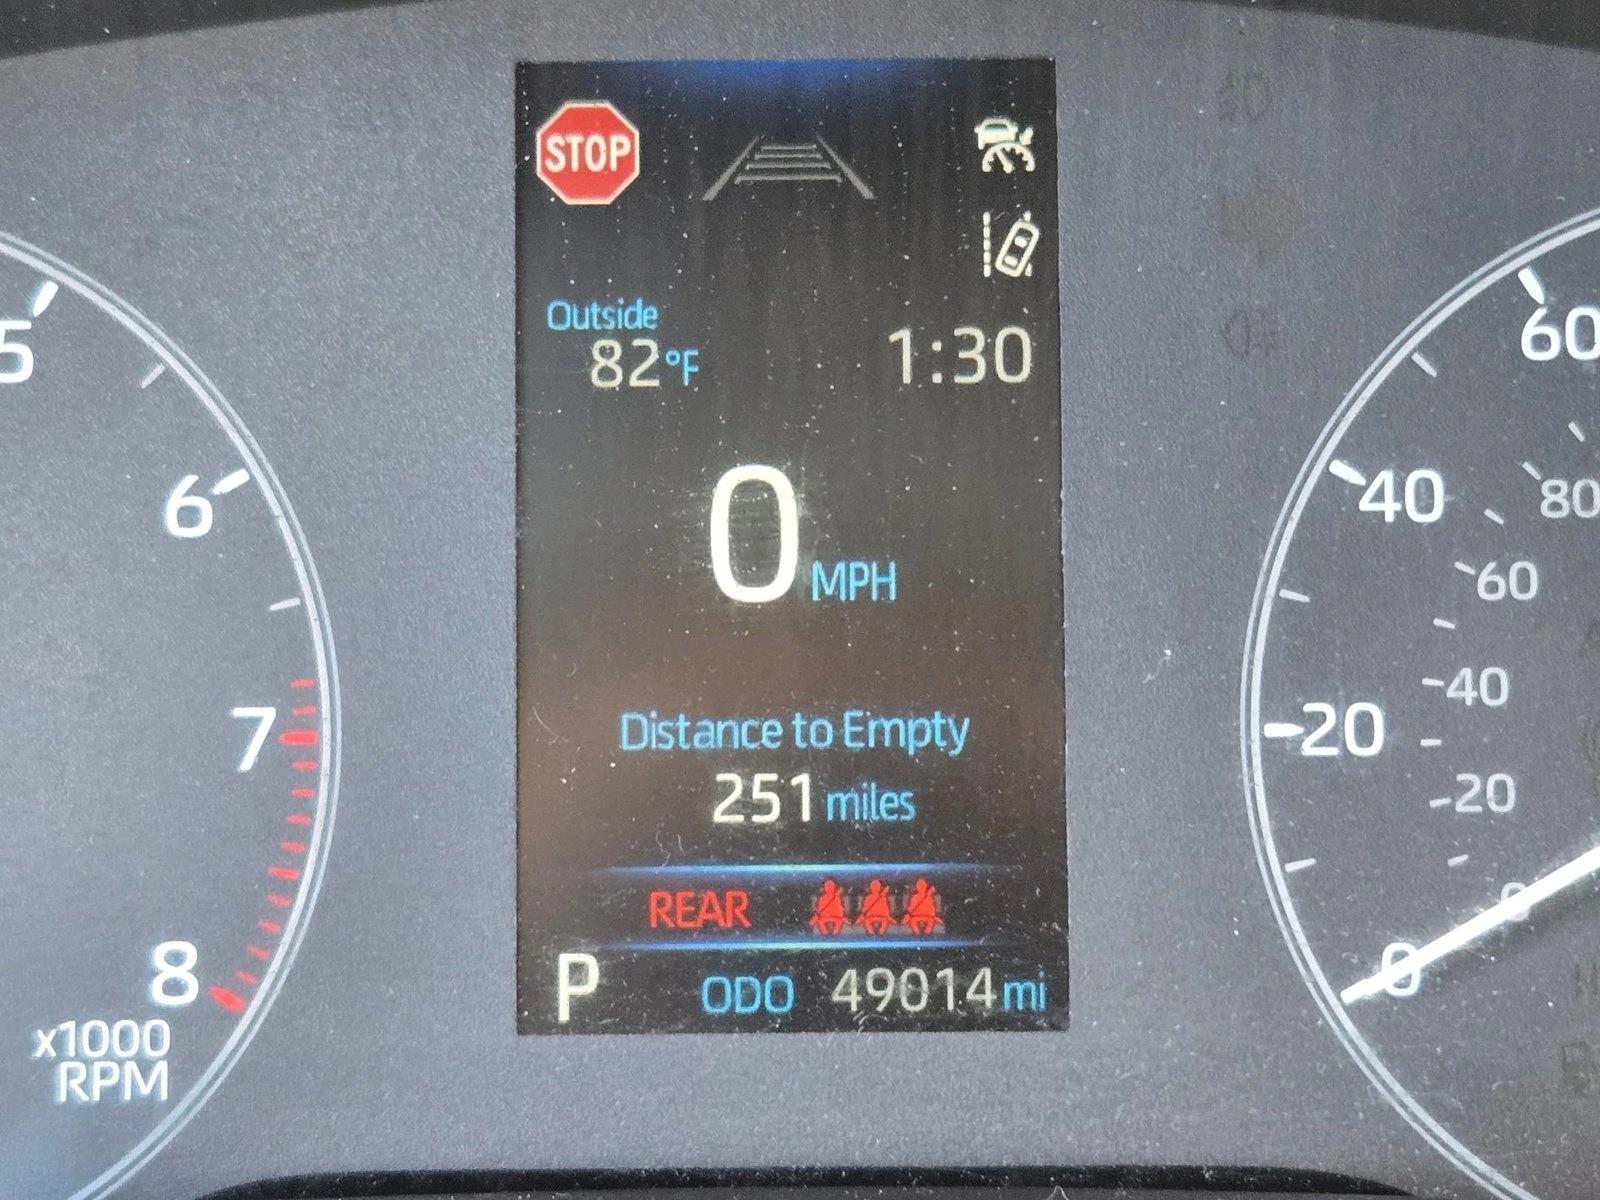 STOP
Outside
82°F
1:30
0 MPH
Distance to Empty
251 miles
REAR
P ODO 49014 mi
5
6
7
8
x1000
RPM
60
40
20
0
80
60
40
20
0